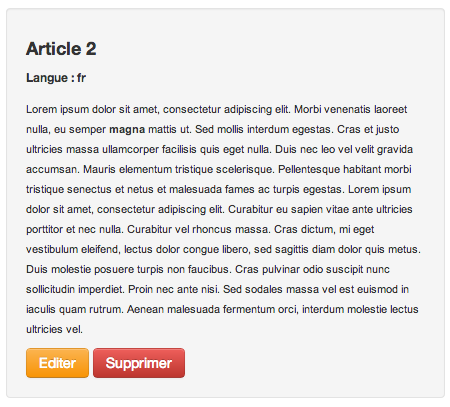 Article 2
Langue : fr
Lorem ipsum dolor sit amet, consectetur adipiscing elit. Morbi venenatis laoreet
nulla, eu semper magna mattis ut. Sed mollis interdum egestas. Cras et justo
ultricies massa ullamcorper facilisis quis eget nulla. Duis nec leo vel velit gravida
accumsan. Mauris elementum tristique scelerisque. Pellentesque habitant morbi
tristique senectus et netus et malesuada fames ac turpis egestas. Lorem ipsum
dolor sit amet, consectetur adipiscing elit. Curabitur eu sapien vitae ante ultricies
porttitor et nec nulla. Curabitur vel rhoncus massa. Cras dictum, mi eget
vestibulum eleifend, lectus dolor congue libero, sed sagittis diam dolor quis metus.
Duis molestie posuere turpis non faucibus. Cras pulvinar odio suscipit nunc
sollicitudin imperdiet. Proin nec ante nisi. Sed sodales massa vel est euismod in
iaculis quam rutrum. Aenean malesuada fermentum orci, interdum molestie lectus
ultricies vel.
Editer Supprimer